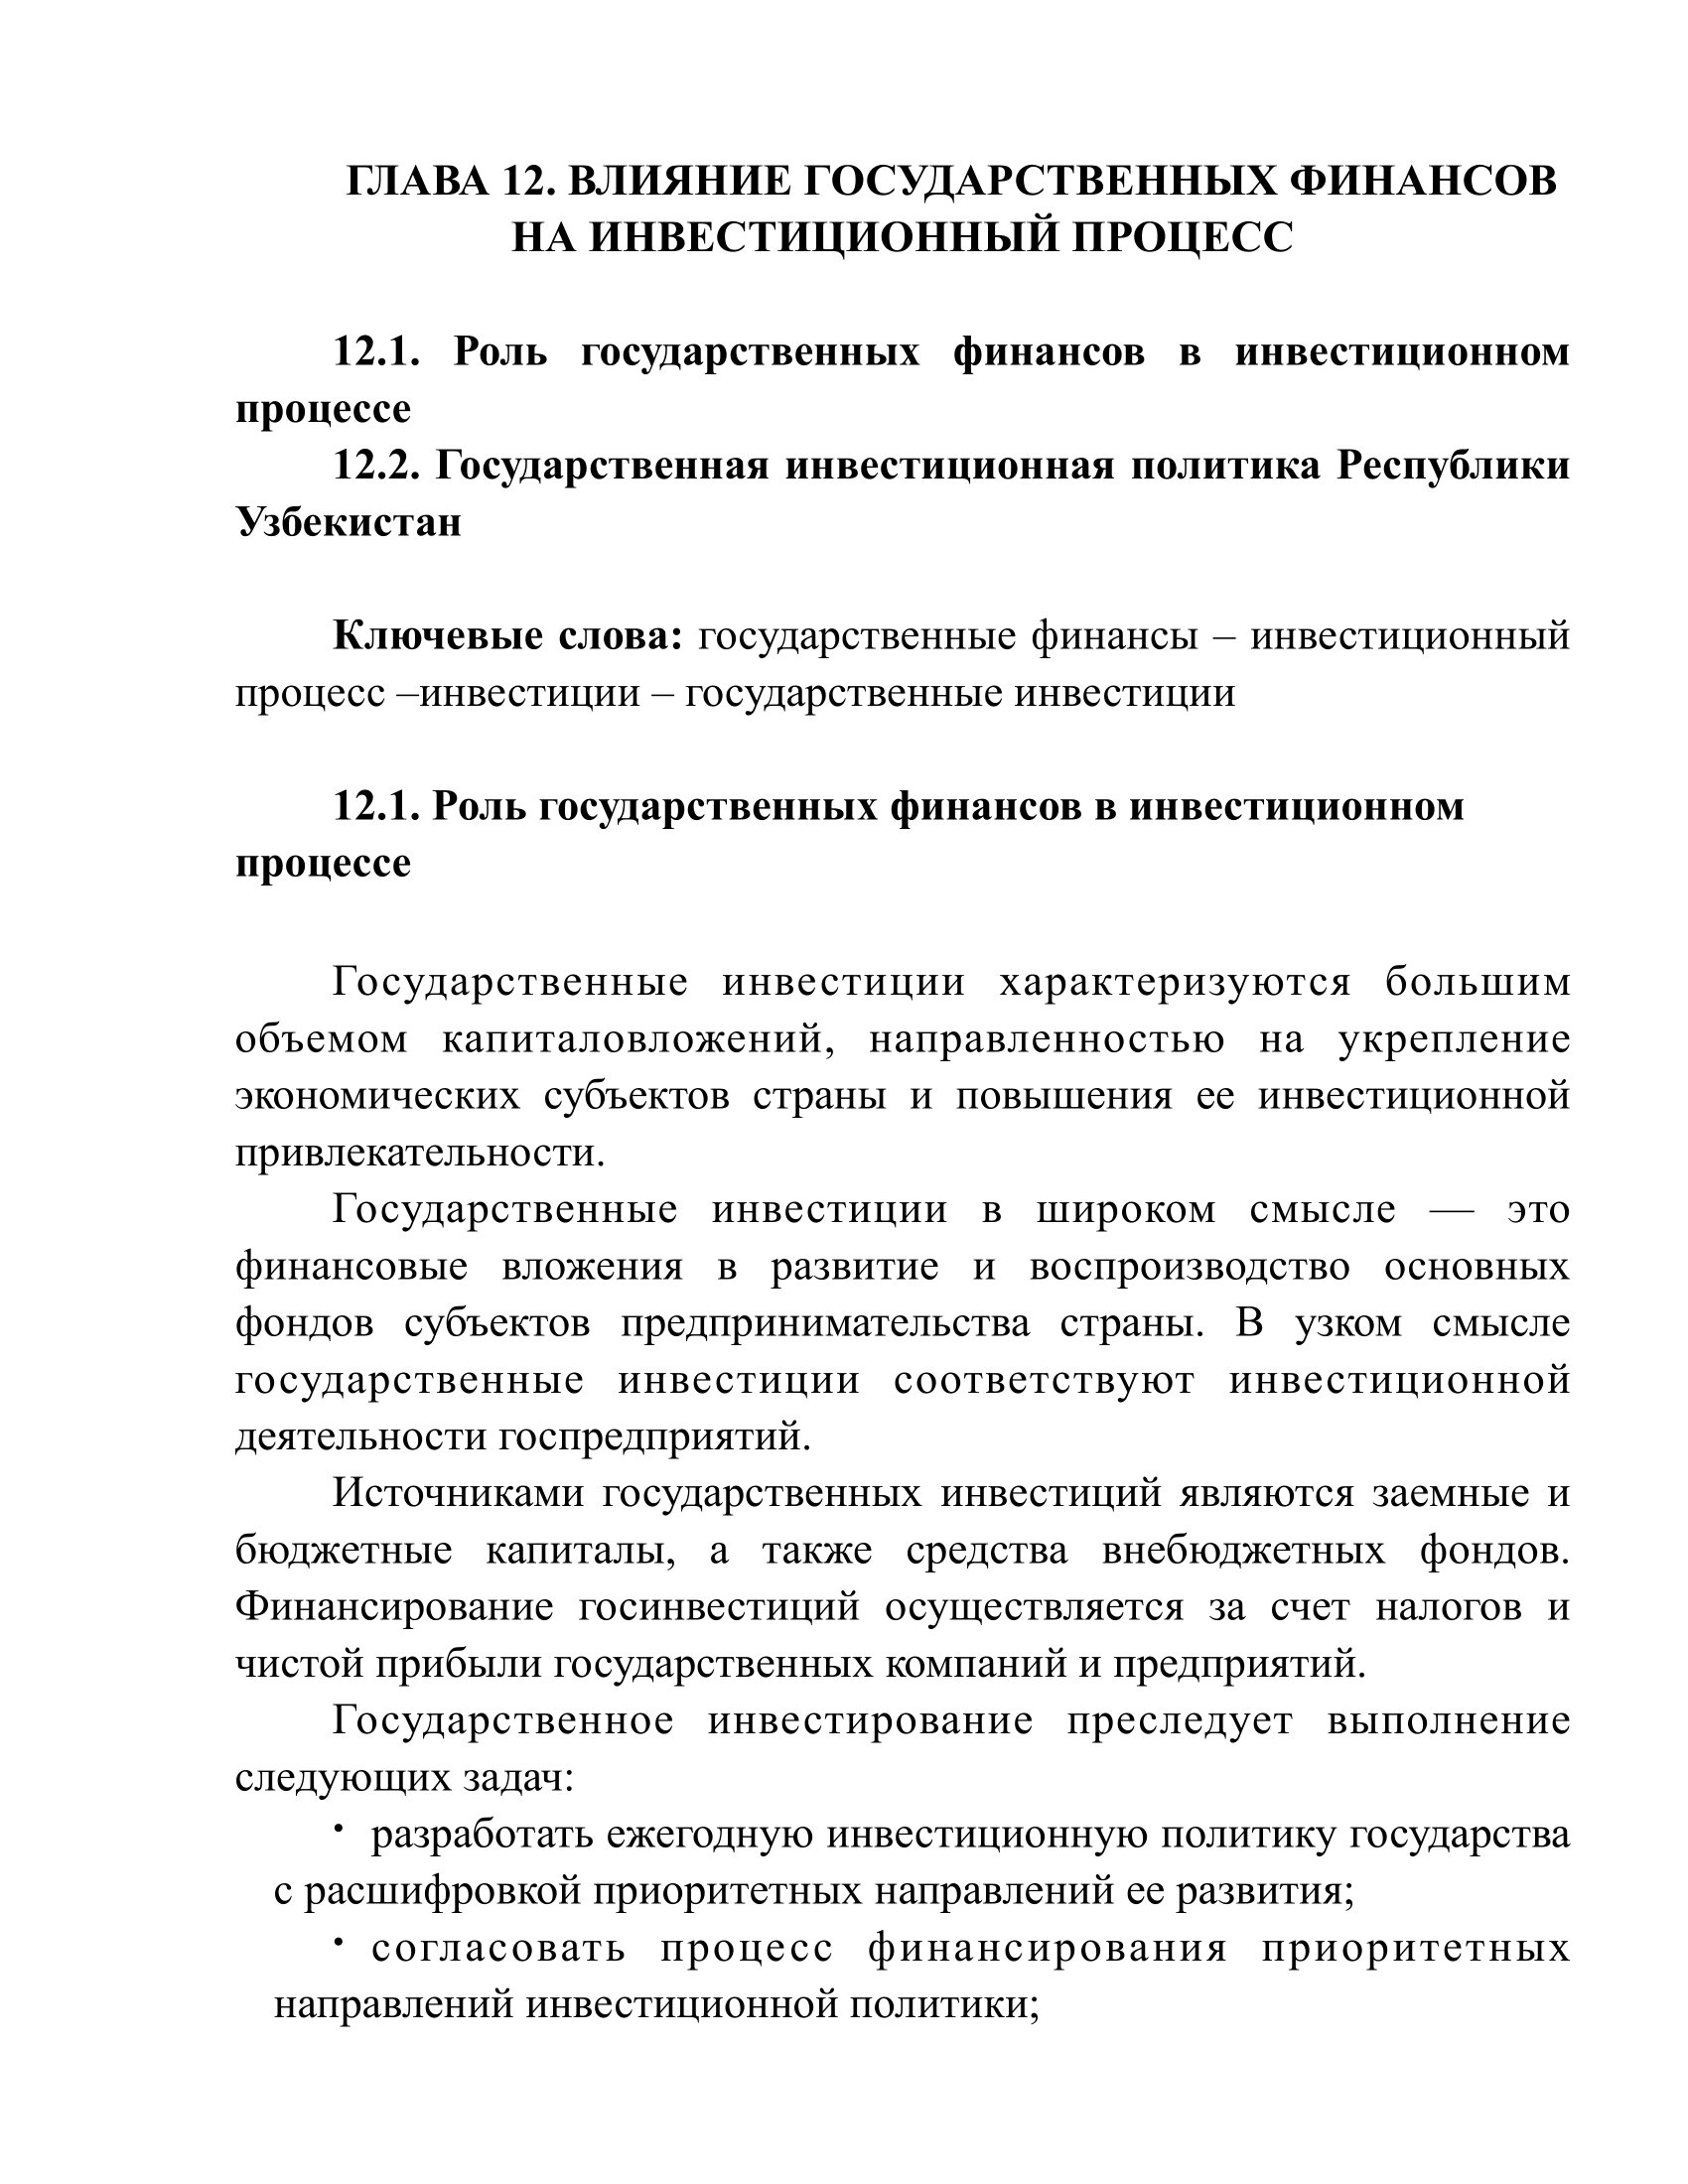 ГЛАВА 12. ВЛИЯНИЕ ГОСУДАРСТВЕННЫХ ФИНАНСОВ
НА ИНВЕСТИЦИОННЫЙ ПРОЦЕСС
12.1. Роль государственных финансов в инвестиционном
процессе
12.2. Государственная инвестиционная политика Республики
Узбекистан
Ключевые слова: государственные финансы – инвестиционный
процесс –инвестиции – государственные инвестиции
12.1. Роль государственных финансов в инвестиционном
процессе
Государственные инвестиции характеризуются большим
объемом капиталовложений, направленностью на укрепление
экономических субъектов страны и повышения ее инвестиционной
привлекательности.
Государственные инвестиции в широком смысле — это
финансовые вложения в развитие и воспроизводство основных
фондов субъектов предпринимательства страны. В узком смысле
государственные инвестиции соответствуют инвестиционной
деятельности госпредприятий.
Источниками государственных инвестиций являются заемные и
бюджетные капиталы, а также средства внебюджетных фондов.
Финансирование госинвестиций осуществляется за счет налогов и
чистой прибыли государственных компаний и предприятий.
Государственное инвестирование преследует выполнение
следующих задач:
• разработать ежегодную инвестиционную политику государства
с расшифровкой приоритетных направлений ее развития;
• согласовать процесс финансирования приоритетных
направлений инвестиционной политики;